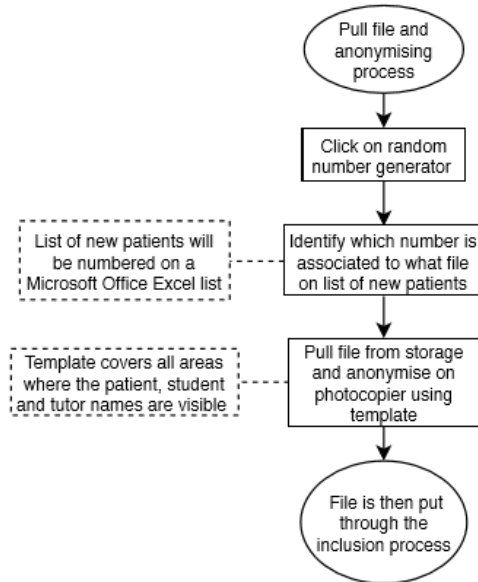 Pull file and
anonymising
process
Click on random
number generator
List of new patients will
be numbered on a
Microsoft Office Excel list
Identify which number is
associated to what file
on list of new patients
Template covers all areas
where the patient, student
and tutor names are visible
Pull file from storage
and anonymise on
photocopier using
template
File is then put
through the
inclusion process